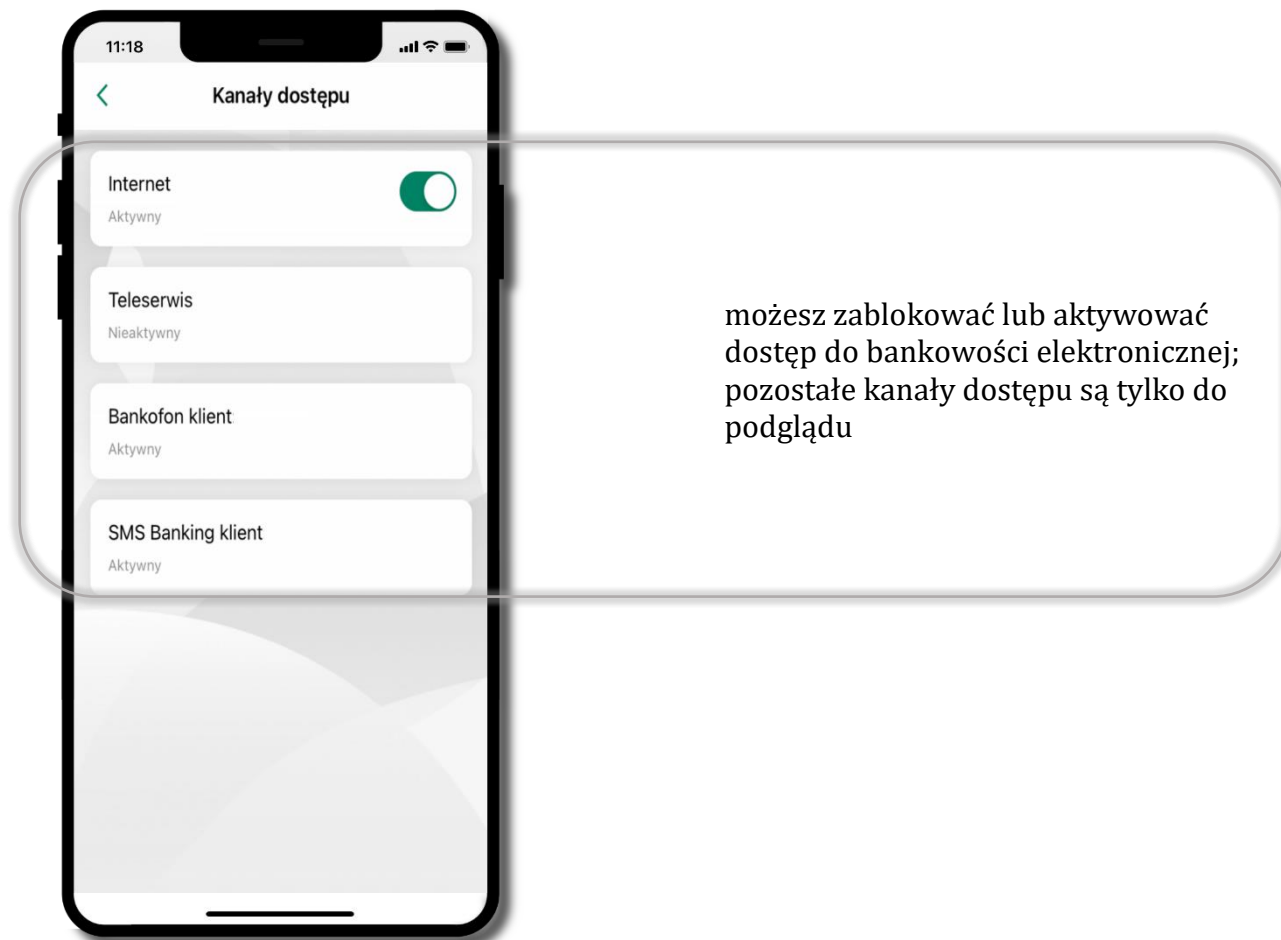 11:18
Kanały dostępu
Internet
Aktywny
Teleserwis
Nieaktywny
Bankofon klient
Aktywny
SMS Banking klient
Aktywny
możesz zablokować lub aktywować
dostęp do bankowości elektronicznej;
pozostałe kanały dostępu są tylko do
podglądu